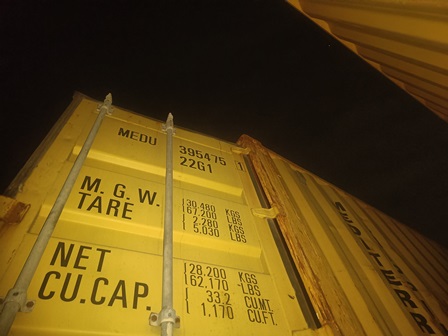 MEDU 395475 1
22G1
M.G.W. 30.480 KGS
67.200 LBS
TARE 2.280 KGS
5.030 LBS
NET 28.200 KGS
62.170 LBS
CU.CAP. 33.2 CU.MT.
1.170 CU.FT.